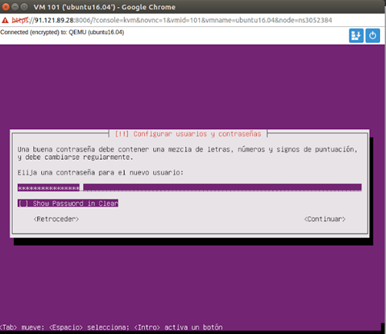 VM 101 ('ubuntu16.04') - Google Chrome
https://91.121.89.28:8006/?console=kvm&novnc=1&vmid=101&vmname=ubuntu16.04&node=ns3052384
Connected (encrypted) to: QEMU (ubuntu16.04)
[!!] Configurar usuarios y contraseñas
Una buena contraseña debe contener una mezcla de letras, números y signos de puntuación,
y debe cambiarse regularmente.
Elija una contraseña para el nuevo usuario:
[ ] Show Password in Clear
<Retroceder> <Continuar>
<Tab> mueve; <Espacio> selecciona; <Intro> activa un botón